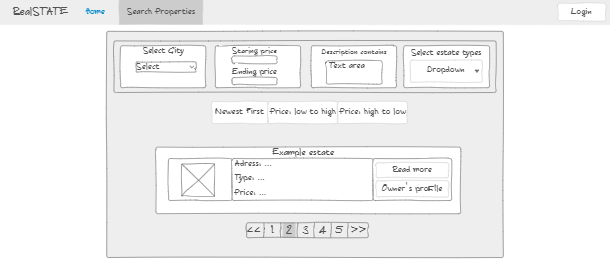 RealSTATE Home Search Properties Login
Select City
Select
Staring price
Ending price
Description contains
Text area
Select estate types
Dropdown
Newest First Price: low to high Price: high to low
Example estate
Adress: ...
Type: ...
Price: ...
Read more
Owner's profile
<< 1 2 3 4 5 >>